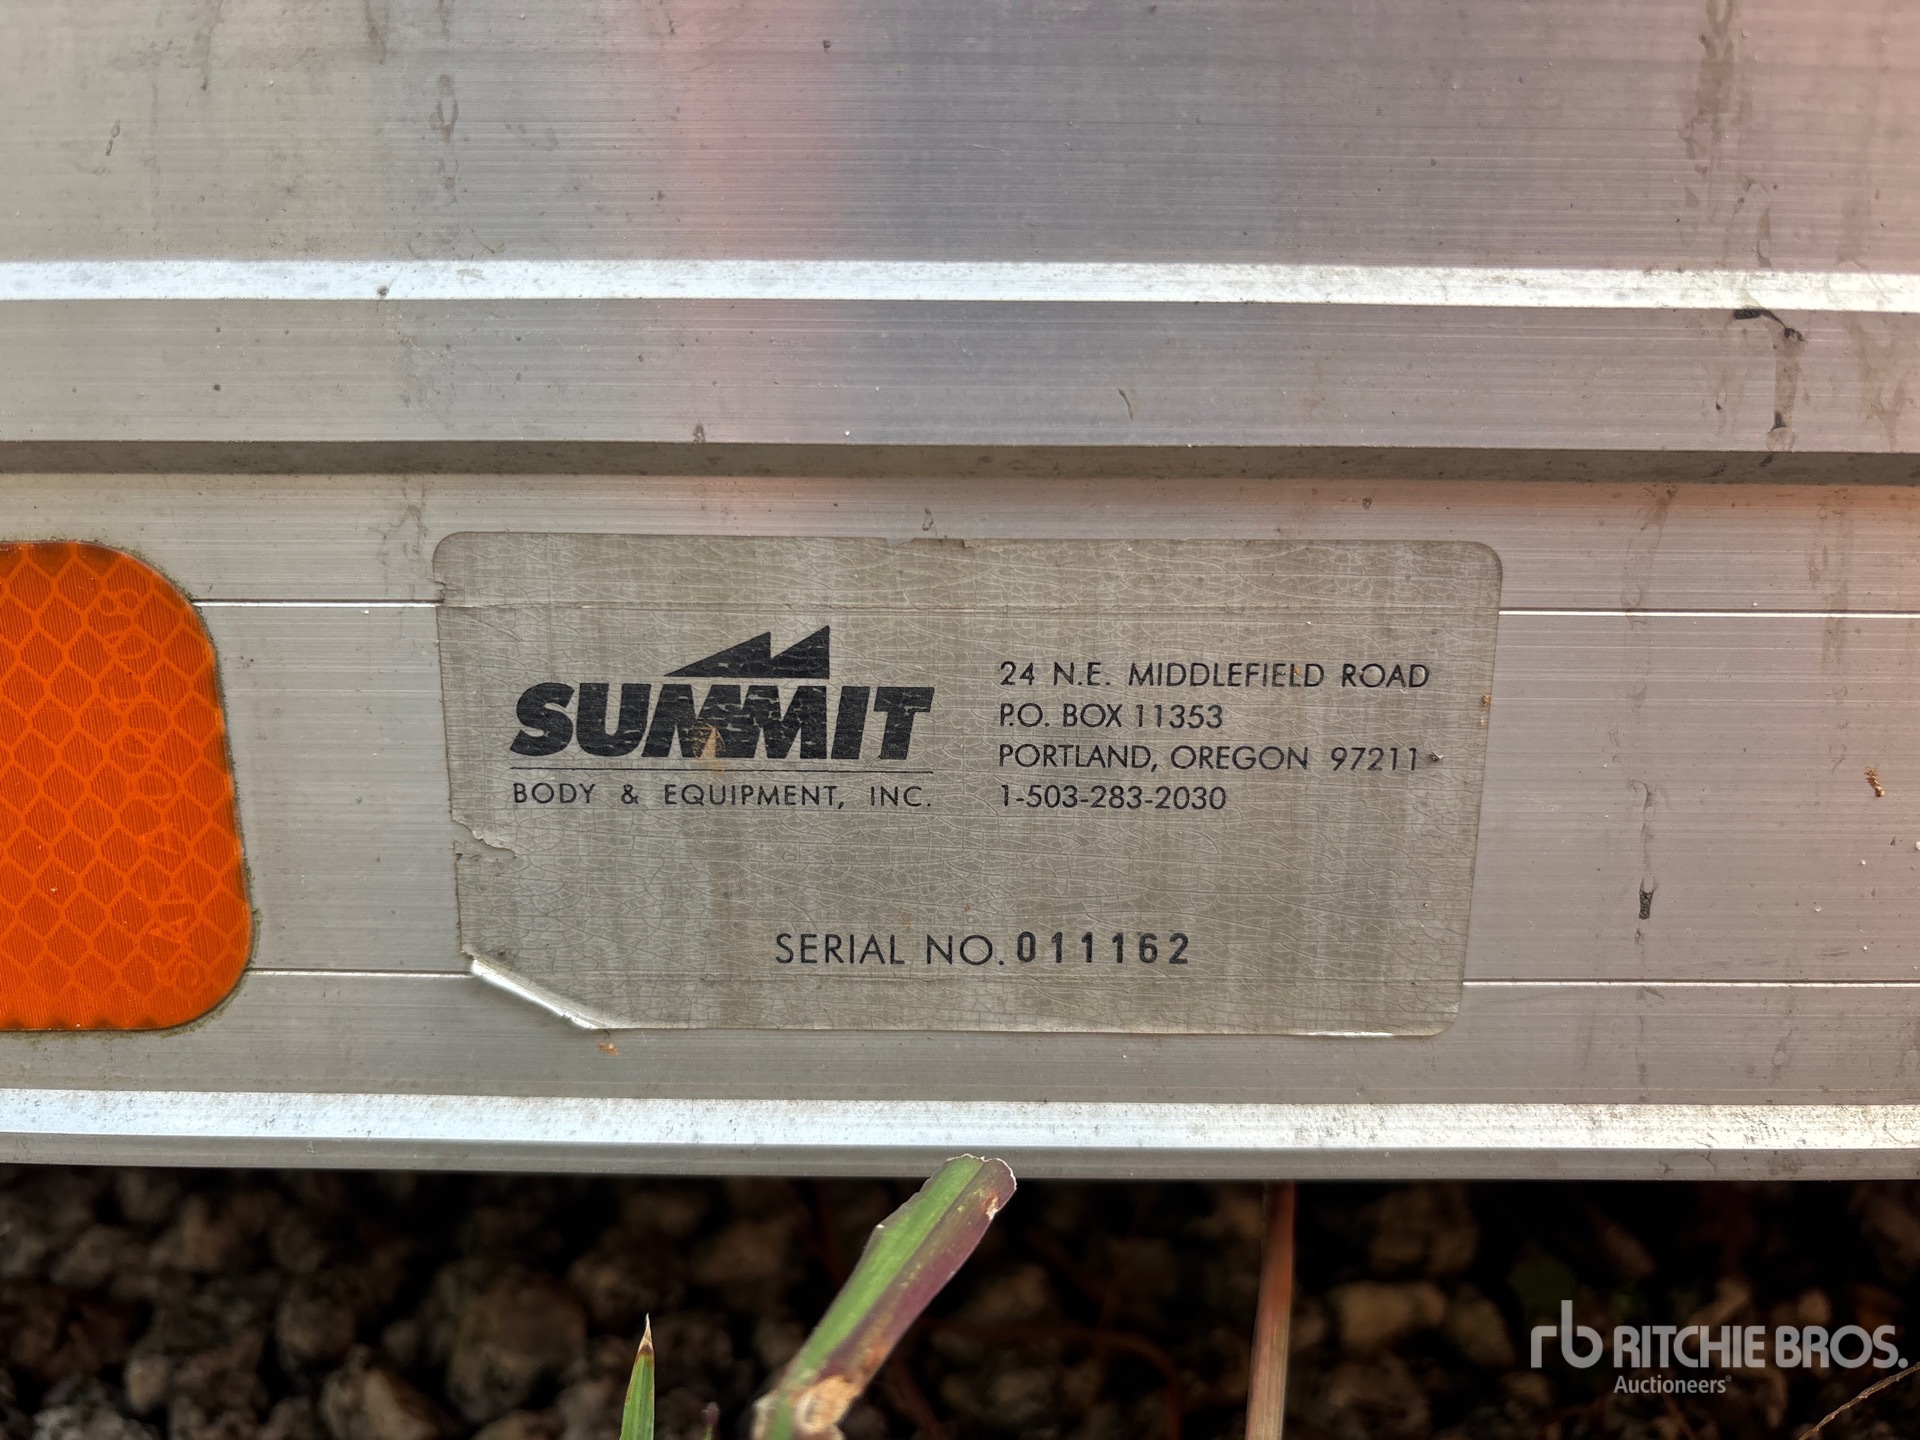 SUMMIT
BODY & EQUIPMENT, INC.
24 N.E. MIDDLEFIELD ROAD
P.O. BOX 11353
PORTLAND, OREGON 97211
1-503-283-2030
SERIAL NO. 011162
rb RITCHIE BROS.
Auctioneers